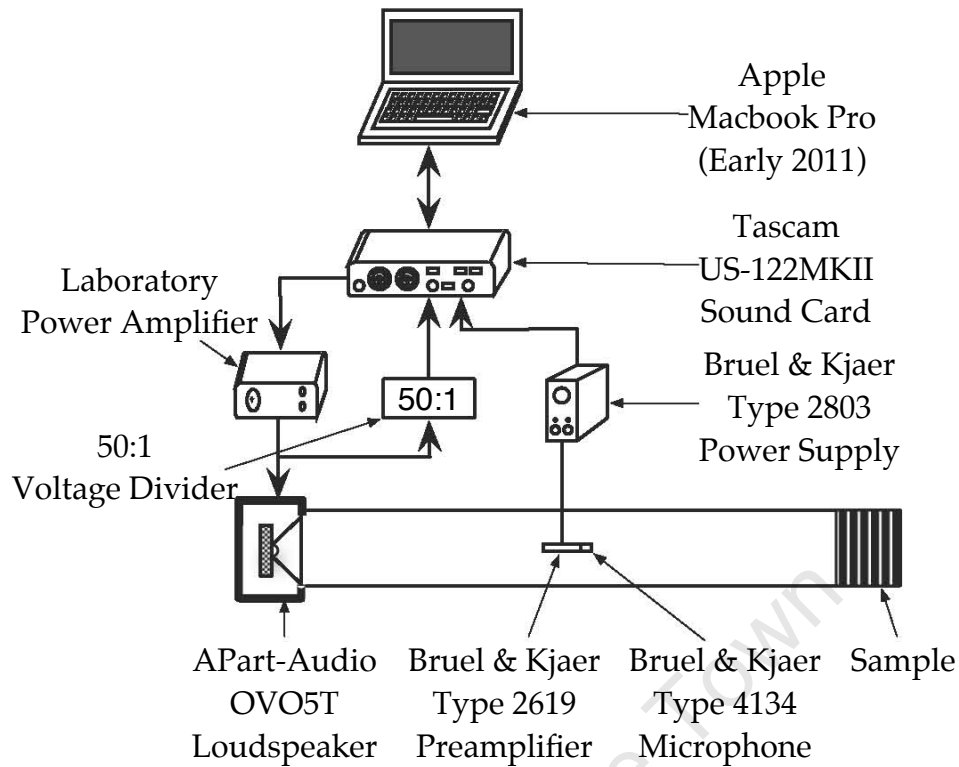 Apple
Macbook Pro
(Early 2011)
Tascam
US-122MKII
Sound Card
Laboratory
Power Amplifier
Bruel & Kjaer
Type 2803
Power Supply
50:1
50:1
Voltage Divider
APart-Audio
OVO5T
Loudspeaker
Bruel & Kjaer
Type 2619
Preamplifier
Bruel & Kjaer
Type 4134
Microphone
Sample
Town